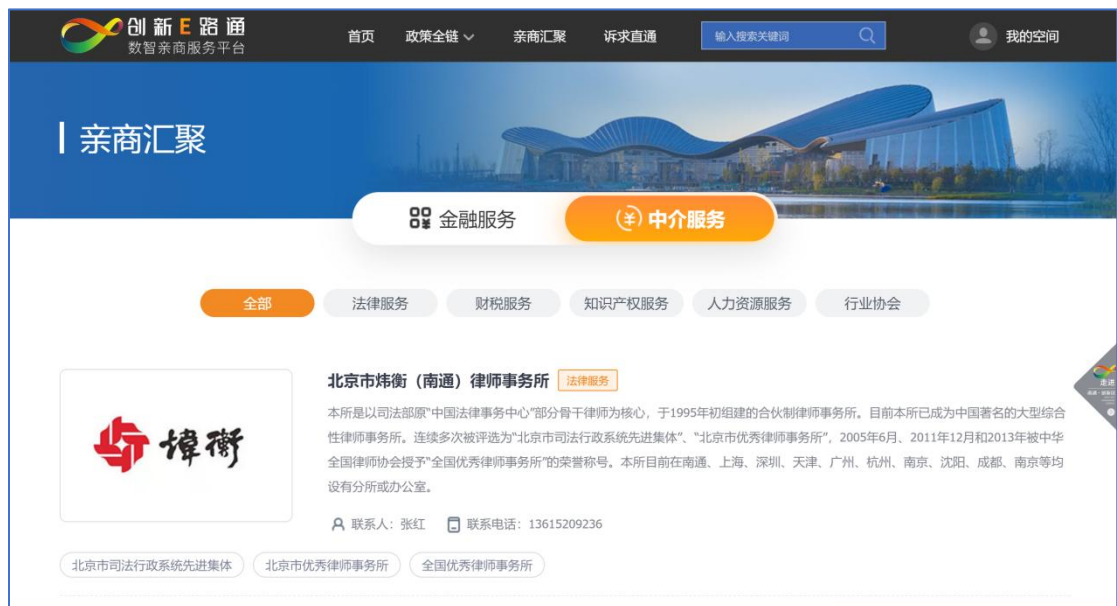 创新E路通
数智亲商服务平台
首页 政策全链 亲商汇聚 诉求直通 输入搜索关键词 我的空间
亲商汇聚
金融服务 中介服务
全部 法律服务 财税服务 知识产权服务 人力资源服务 行业协会
北京市炜衡（南通）律师事务所 法律服务
本所是以司法部原“中国法律事务中心”部分骨干律师为核心，于1995年初组建的合伙制律师事务所。目前本所已成为中国著名的大型综合
性律师事务所。连续多次被评选为“北京市司法行政系统先进集体”、“北京市优秀律师事务所”，2005年6月、2011年12月和2013年被中华
全国律师协会授予“全国优秀律师事务所”的荣誉称号。本所目前在南通、上海、深圳、天津、广州、杭州、南京、沈阳、成都、南京等均
设有分所或办公室。
联系人：张红 联系电话：13615209236
北京市司法行政系统先进集体 北京市优秀律师事务所 全国优秀律师事务所
走进